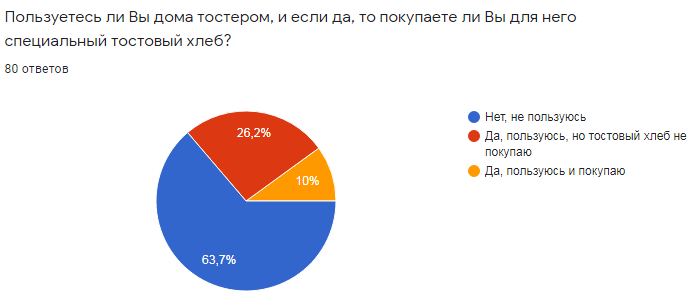 Пользуетесь ли Вы дома тостером, и если да, то покупаете ли Вы для него
специальный тостовый хлеб?
80 ответов
26,2%
10%
63,7%
Нет, не пользуюсь
Да, пользуюсь, но тостовый хлеб не
покупаю
Да, пользуюсь и покупаю